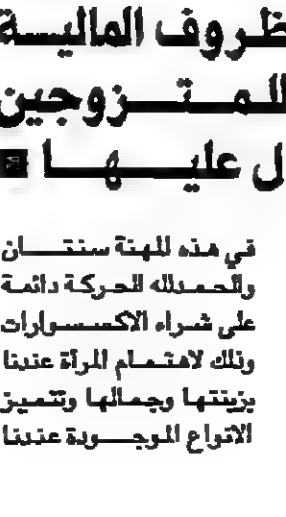 ظروف المالية
للمتزوجين
ل عليها
في هذه المهنة سنتان
والحمدلله الحركة دائمة
على شراء الاكسسوارات
وذلك لاهتمام المرأة عندنا
بزينتها وجمالها وتتميز
الانواع الموجودة عندنا